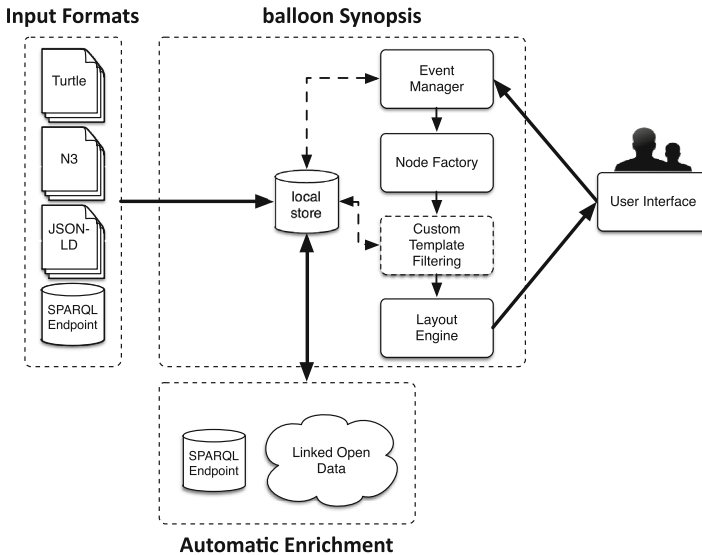 Input Formats
balloon Synopsis
Turtle
N3
JSON-
LD
SPARQL
Endpoint
local
store
Event
Manager
Node Factory
Custom
Template
Filtering
Layout
Engine
User Interface
SPARQL
Endpoint
Linked Open
Data
Automatic Enrichment